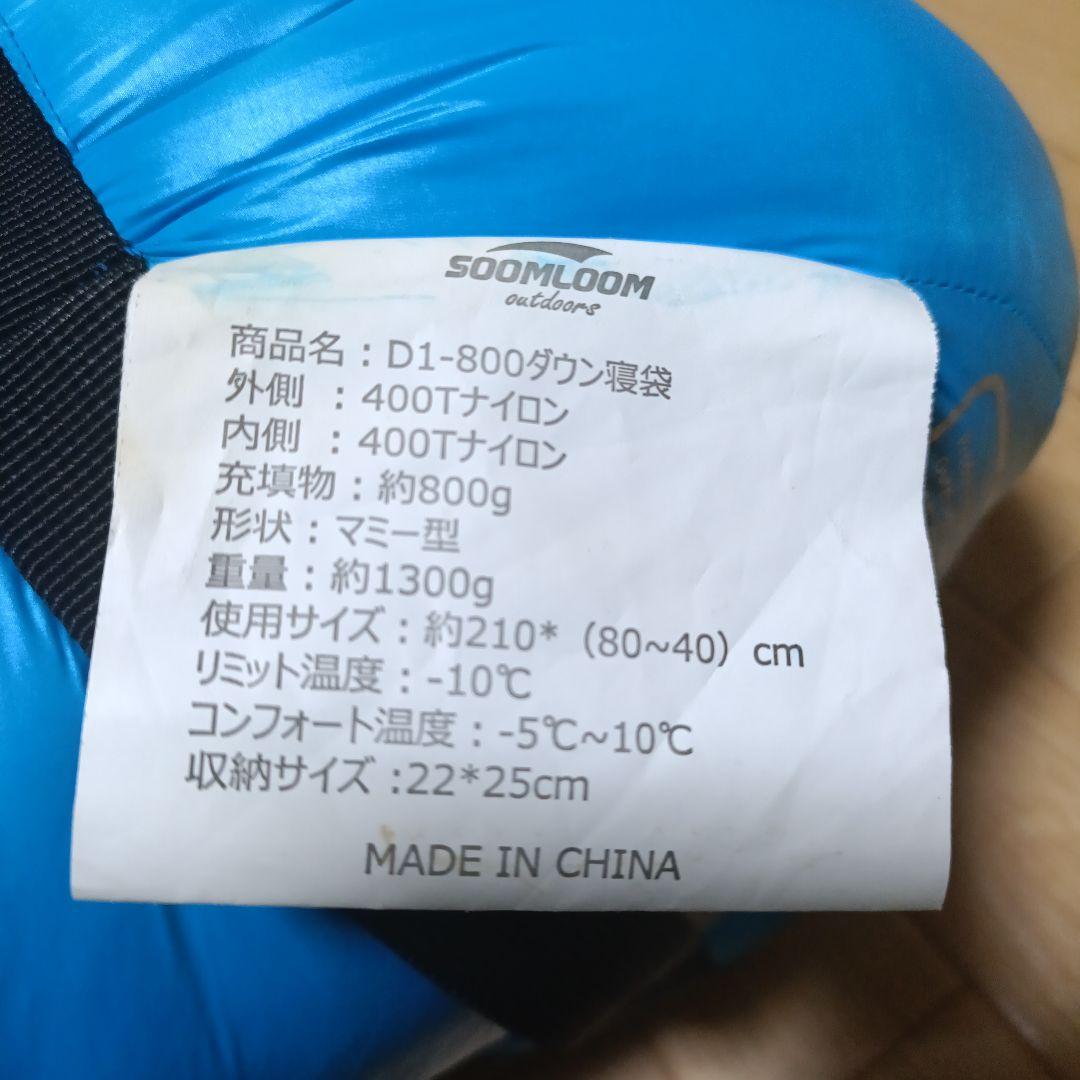 SOOMLOOM
outdoors
商品名：D1-800ダウン寝袋
外側 ：400Tナイロン
内側 ：400Tナイロン
充填物：約800g
形状：マミー型
重量：約1300g
使用サイズ：約210*（80~40）cm
リミット温度：-10℃
コンフォート温度：-5℃~10℃
収納サイズ:22*25cm
MADE IN CHINA